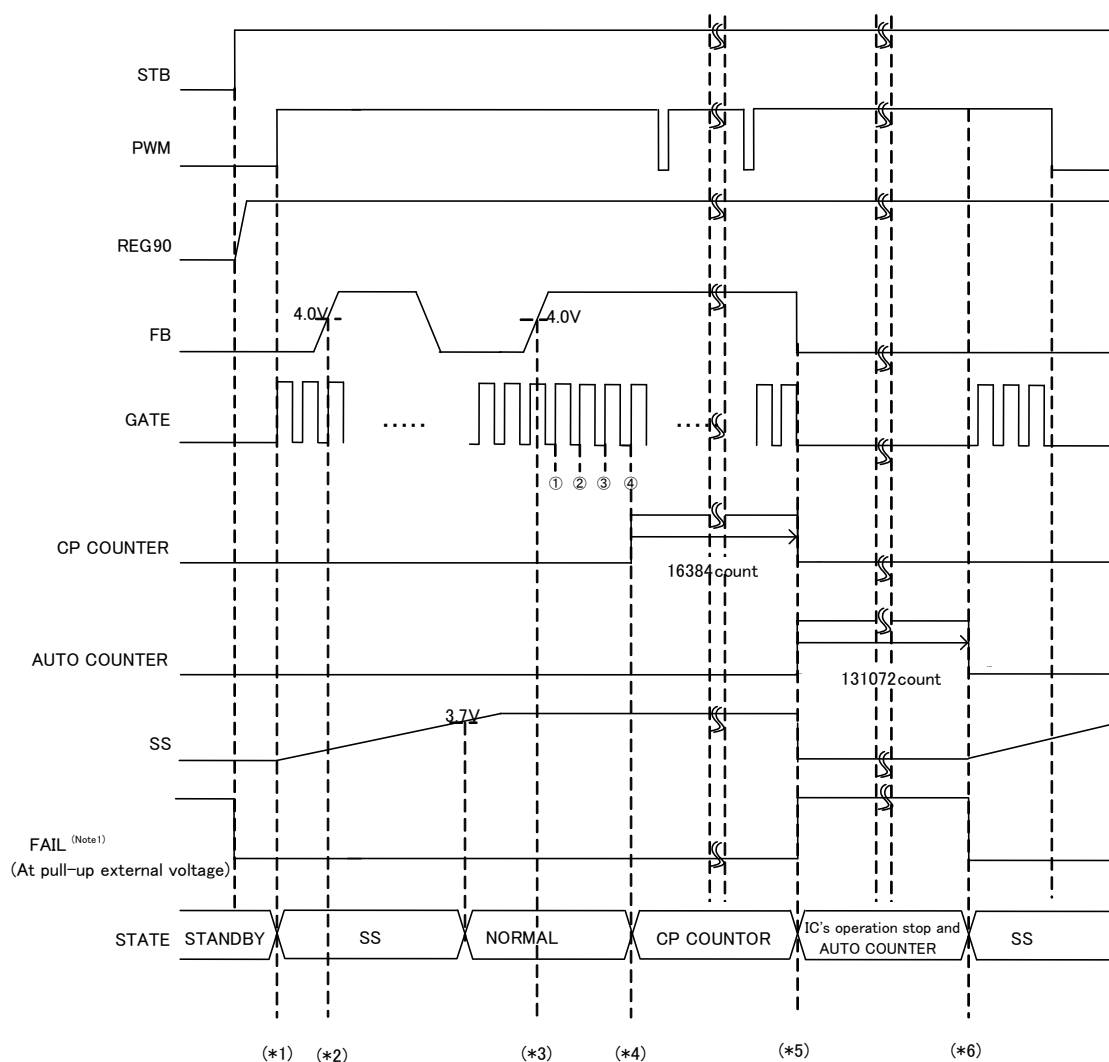 STB
PWM
REG90
4.0V
4.0V
FB
GATE
.....
....
① ② ③ ④
CP COUNTER
16384count
AUTO COUNTER
131072count
3.7V
SS
FAIL (Note1)
(At pull-up external voltage)
STATE STANDBY SS NORMAL CP COUNTOR IC's operation stop and
AUTO COUNTER SS
(*1) (*2) (*3) (*4) (*5) (*6)